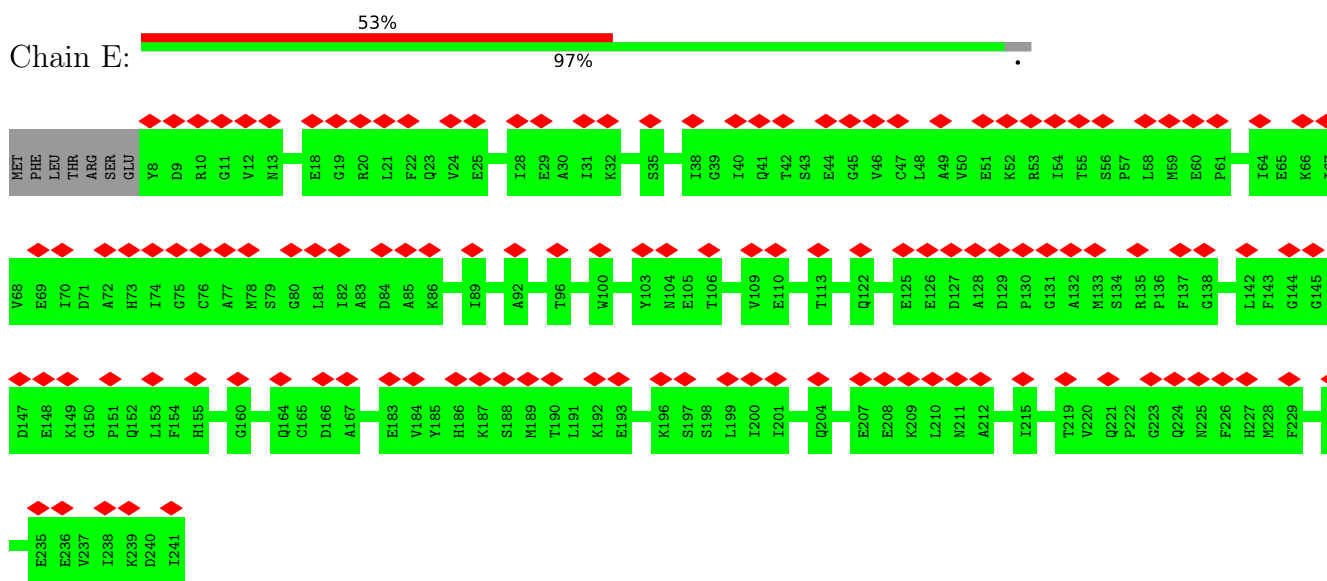 53%
Chain E:
97%
•
MET PHE LEU THR ARG SER GLU Y8 D9 R10 G11 V12 N13 E18 G19 R20 L21 F22 Q23 V24 E25 I28 E29 A30 I31 K32 S35 I38 G39 I40 Q41 T42 S43 E44 G45 V46 C47 L48 A49 V50 E51 K52 R53 I54 T55 S56 P57 L58 M59 E60 P61 I64 E65 K66
V68 E69 I70 D71 A72 H73 I74 G75 C76 A77 M78 S79 G80 L81 I82 A83 D84 A85 K86 I89 A92 T96 W100 Y103 N104 E105 T106 V109 E110 T113 Q122 E125 E126 D127 A128 D129 P130 G131 A132 M133 S134 R135 P136 F137 G138 L142 F143 G144 G145
D147 E148 K149 G150 P151 Q152 L153 F154 H155 G160 Q164 C165 D166 A167 E183 V184 Y185 H186 K187 S188 M189 T190 L191 K192 E193 K196 S197 S198 L199 I200 I201 Q204 E207 E208 K209 L210 N211 A212 I215 T219 V220 Q221 P222 G223 Q224 N225 F226 H227 M228 F229
E235 E236 V237 I238 K239 D240 I241